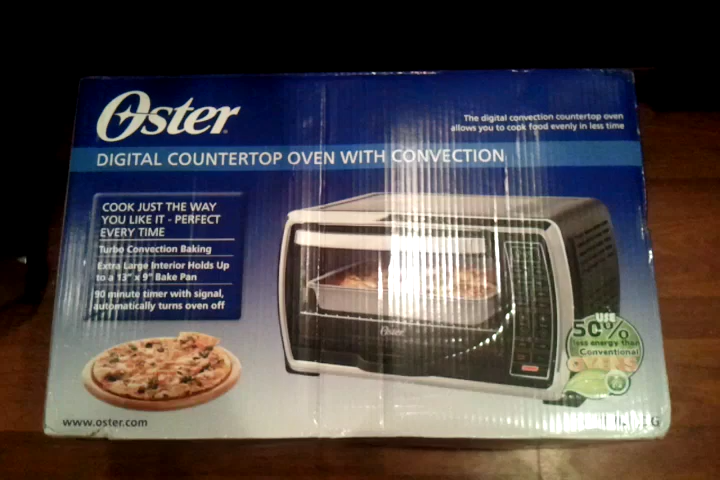 Oster
The digital convection countertop oven
allows you to cook food evenly in less time
DIGITAL COUNTERTOP OVEN WITH CONVECTION
COOK JUST THE WAY
YOU LIKE IT - PERFECT
EVERY TIME
Turbo Convection Baking
Extra Large Interior Holds Up
to a 13" x 9" Bake Pan
90 minute timer with signal,
automatically turns oven off
Oster
USE
50%
less energy than
Conventional
OVENS
www.oster.com